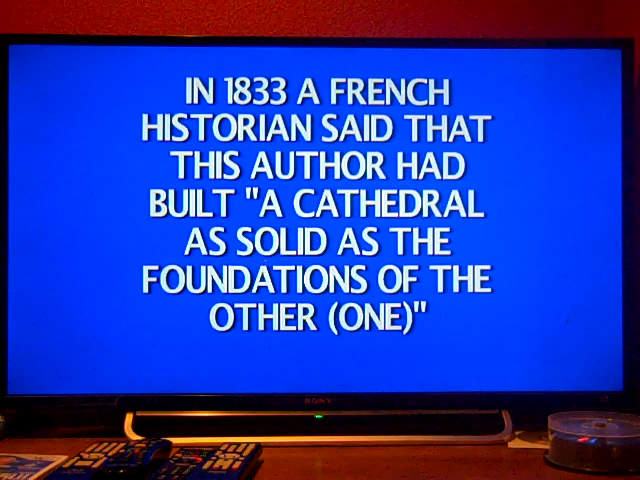 IN 1833 A FRENCH
HISTORIAN SAID THAT
THIS AUTHOR HAD
BUILT "A CATHEDRAL
AS SOLID AS THE
FOUNDATIONS OF THE
OTHER (ONE)"
SONY